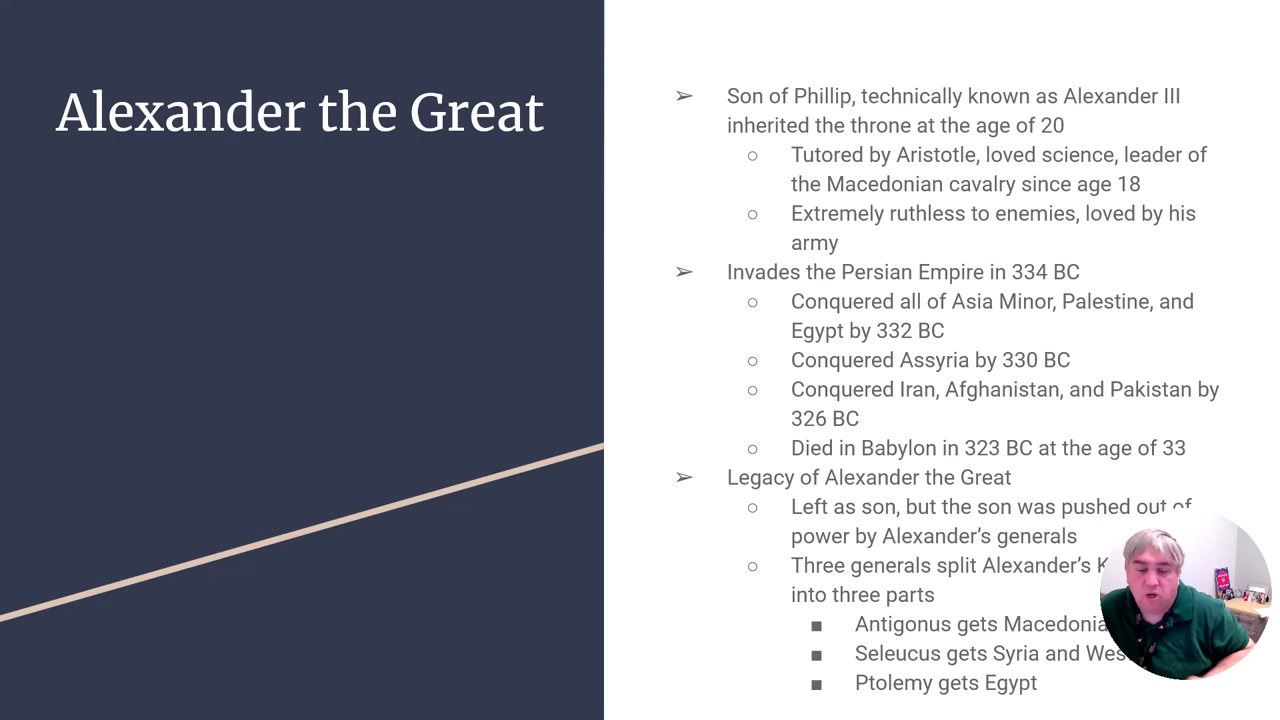 Alexander the Great
➢ Son of Phillip, technically known as Alexander III
inherited the throne at the age of 20
○ Tutored by Aristotle, loved science, leader of
the Macedonian cavalry since age 18
○ Extremely ruthless to enemies, loved by his
army
➢ Invades the Persian Empire in 334 BC
○ Conquered all of Asia Minor, Palestine, and
Egypt by 332 BC
○ Conquered Assyria by 330 BC
○ Conquered Iran, Afghanistan, and Pakistan by
326 BC
○ Died in Babylon in 323 BC at the age of 33
➢ Legacy of Alexander the Great
○ Left as son, but the son was pushed out of
power by Alexander’s generals
○ Three generals split Alexander’s
into three parts
■ Antigonus gets Macedonia
■ Seleucus gets Syria and
■ Ptolemy gets Egypt